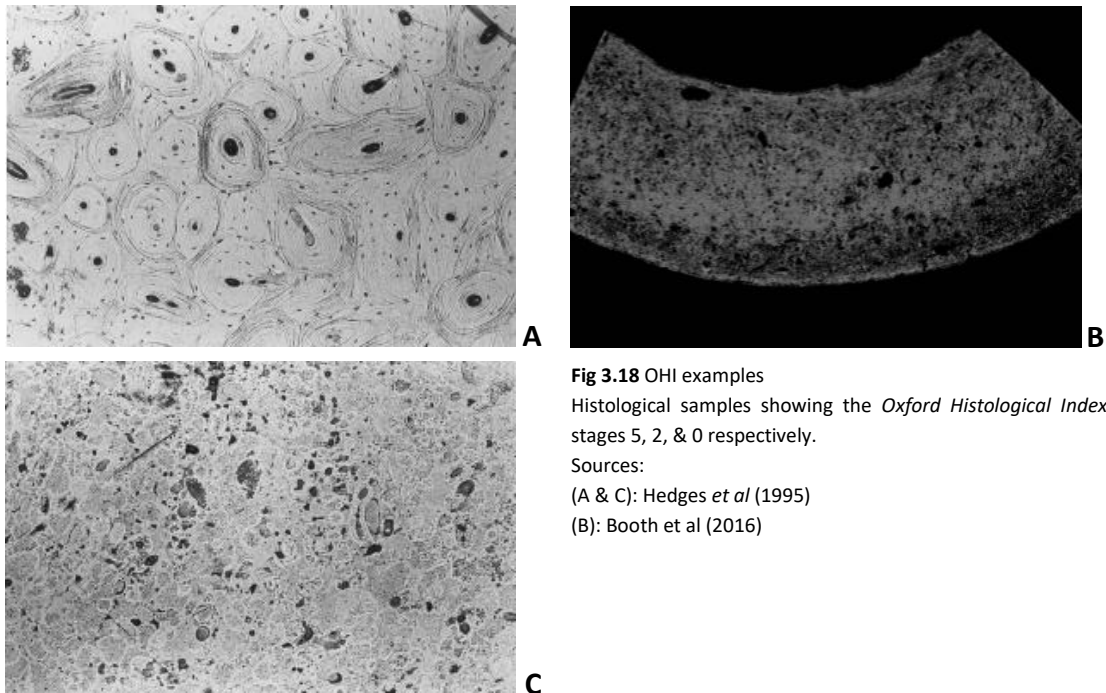 A
B
Fig 3.18 OHI examples
Histological samples showing the Oxford Histological Index
stages 5, 2, & 0 respectively.
Sources:
(A & C): Hedges et al (1995)
(B): Booth et al (2016)
C